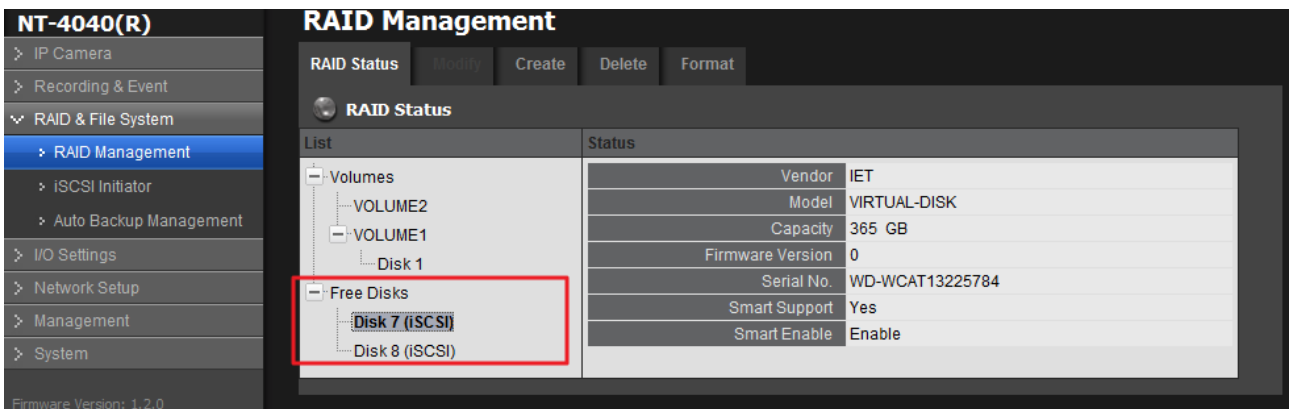 NT-4040(R)
IP Camera
Recording & Event
RAID & File System
RAID Management
iSCSI Initiator
Auto Backup Management
I/O Settings
Network Setup
Management
System
Firmware Version: 1.2.0
RAID Management
RAID Status Modify Create Delete Format
RAID Status
List Status
Volumes
VOLUME2
VOLUME1
Disk 1
Free Disks
Disk 7 (iSCSI)
Disk 8 (iSCSI)
Vendor IET
Model VIRTUAL-DISK
Capacity 365 GB
Firmware Version 0
Serial No. WD-WCAT13225784
Smart Support Yes
Smart Enable Enable